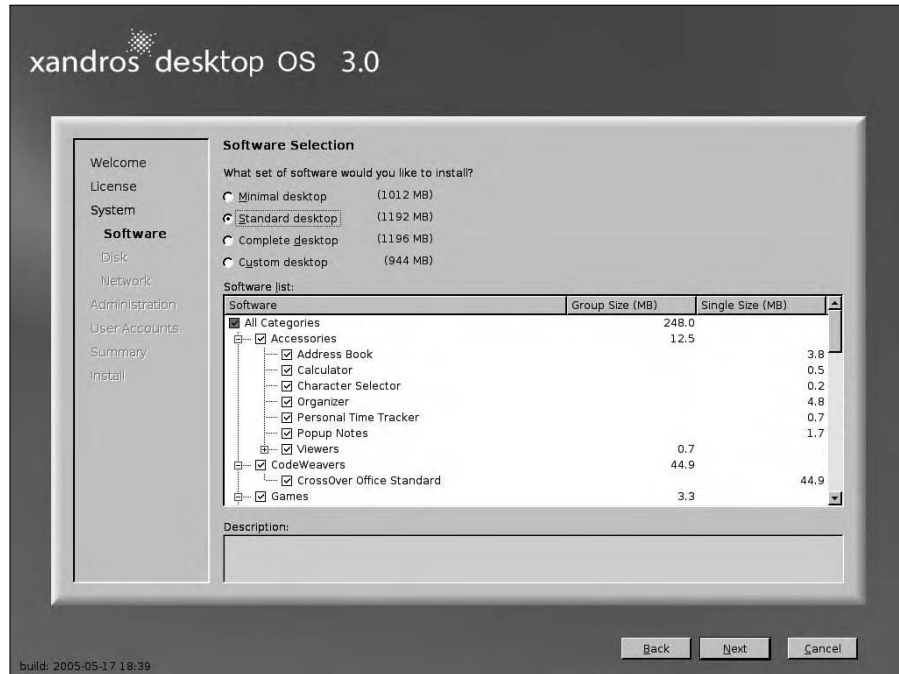 xandros desktop OS 3.0
Welcome
License
System
Software
Disk
Network
Administration
User Accounts
Summary
Install
Software Selection
What set of software would you like to install?
Minimal desktop (1012 MB)
Standard desktop (1192 MB)
Complete desktop (1196 MB)
Custom desktop (944 MB)
Software list:
Software Group Size (MB) Single Size (MB)
All Categories 248.0
Accessories 12.5
Address Book 3.8
Calculator 0.5
Character Selector 0.2
Organizer 4.8
Personal Time Tracker 0.7
Popup Notes 1.7
Viewers 0.7
CodeWeavers 44.9
CrossOver Office Standard 44.9
Games 3.3
Description:
Back Next Cancel
build: 2005-05-17 18:39